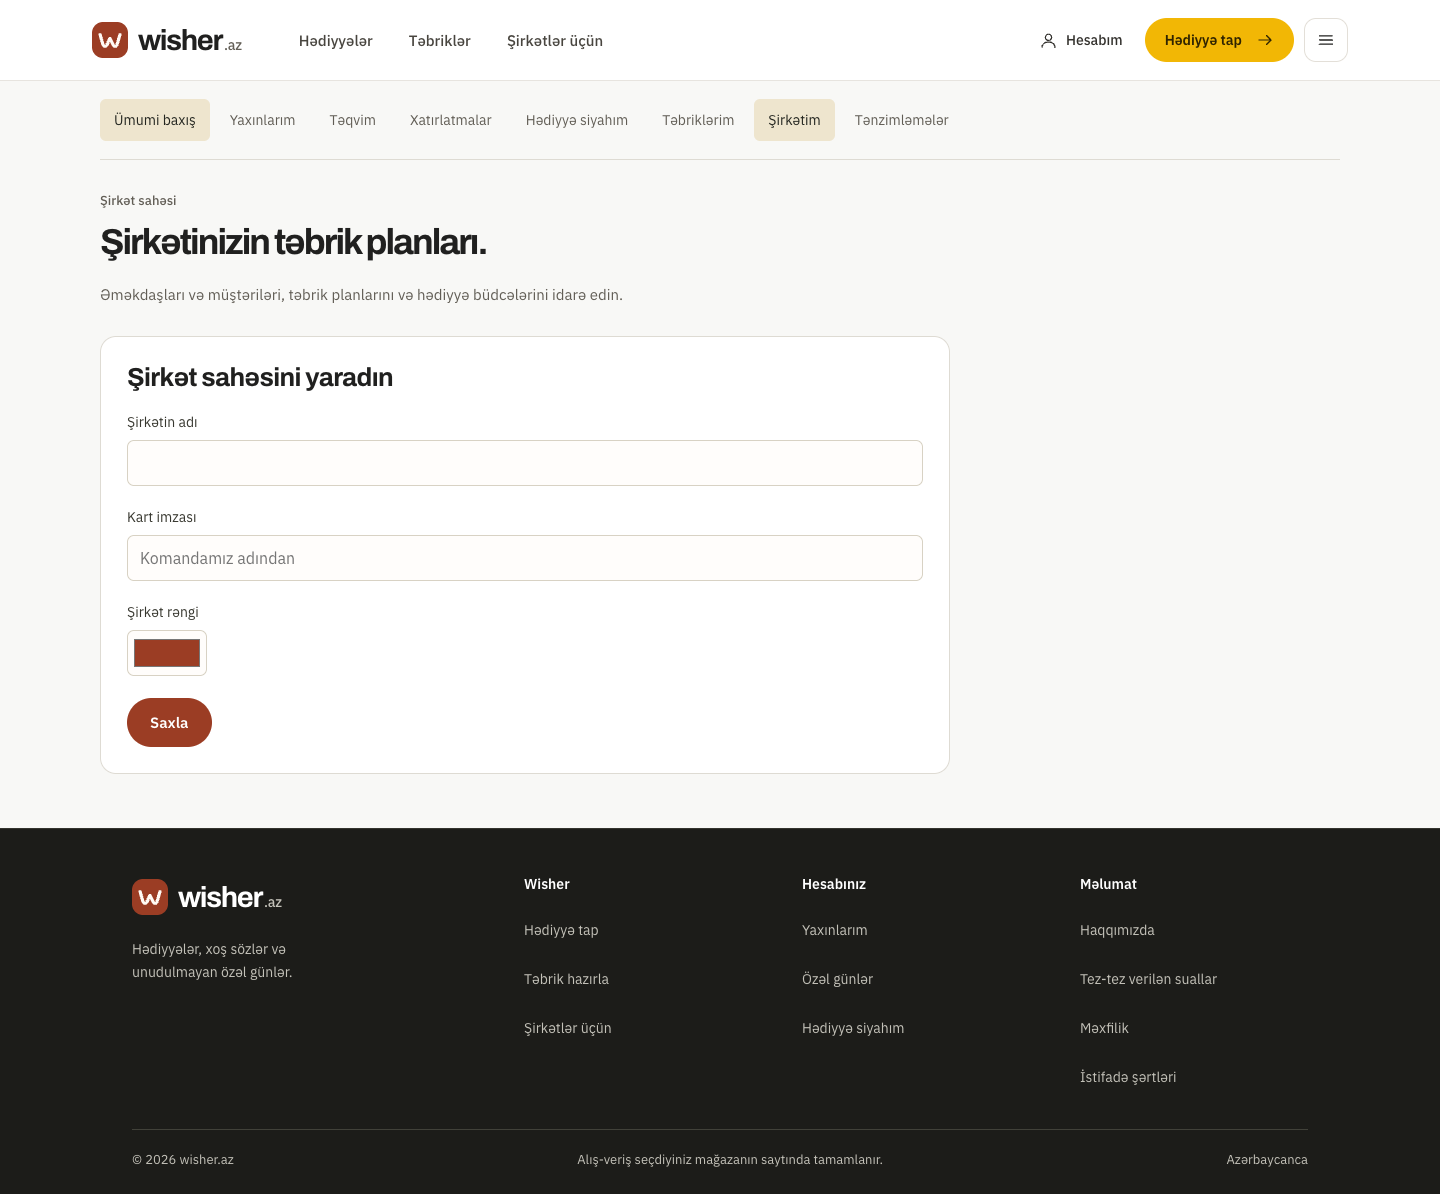 wisher.az
Hədiyyələr
Təbriklər
Şirkətlər üçün
Hesabım
Hədiyyə tap
Ümumi baxış
Yaxınlarım
Təqvim
Xatırlatmalar
Hədiyyə siyahım
Təbriklərim
Şirkətim
Tənzimləmələr
Şirkət sahəsi
Şirkətinizin təbrik planları.
Əməkdaşları və müştəriləri, təbrik planlarını və hədiyyə büdcələrini idarə edin.
Şirkət sahəsini yaradın
Şirkətin adı
Kart imzası
Komandamız adından
Şirkət rəngi
Saxla
wisher.az
Hədiyyələr, xoş sözlər və
unudulmayan özəl günlər.
Wisher
Hədiyyə tap
Təbrik hazırla
Şirkətlər üçün
Hesabınız
Yaxınlarım
Özəl günlər
Hədiyyə siyahım
Məlumat
Haqqımızda
Tez-tez verilən suallar
Məxfilik
İstifadə şərtləri
© 2026 wisher.az
Alış-veriş seçdiyiniz mağazanın saytında tamamlanır.
Azərbaycanca